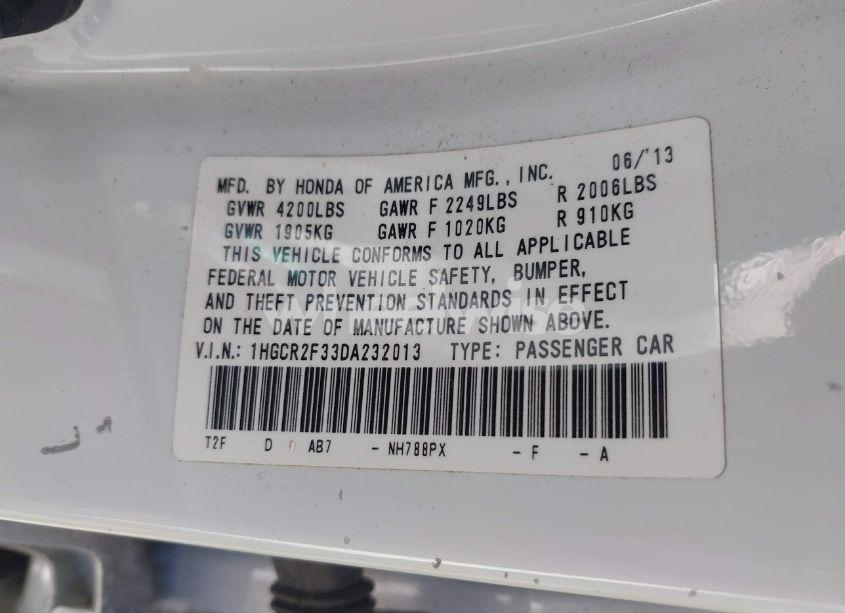 MFD. BY HONDA OF AMERICA MFG., INC. 06/'13
GVWR 4200LBS GAWR F 2249LBS R 2006LBS
GVWR 1905KG GAWR F 1020KG R 910KG
THIS VEHICLE CONFORMS TO ALL APPLICABLE
FEDERAL MOTOR VEHICLE SAFETY, BUMPER,
AND THEFT PREVENTION STANDARDS IN EFFECT
ON THE DATE OF MANUFACTURE SHOWN ABOVE.
V.I.N.: 1HGCR2F33DA232013 TYPE: PASSENGER CAR
T2F D AB7 - NH788PX - F - A